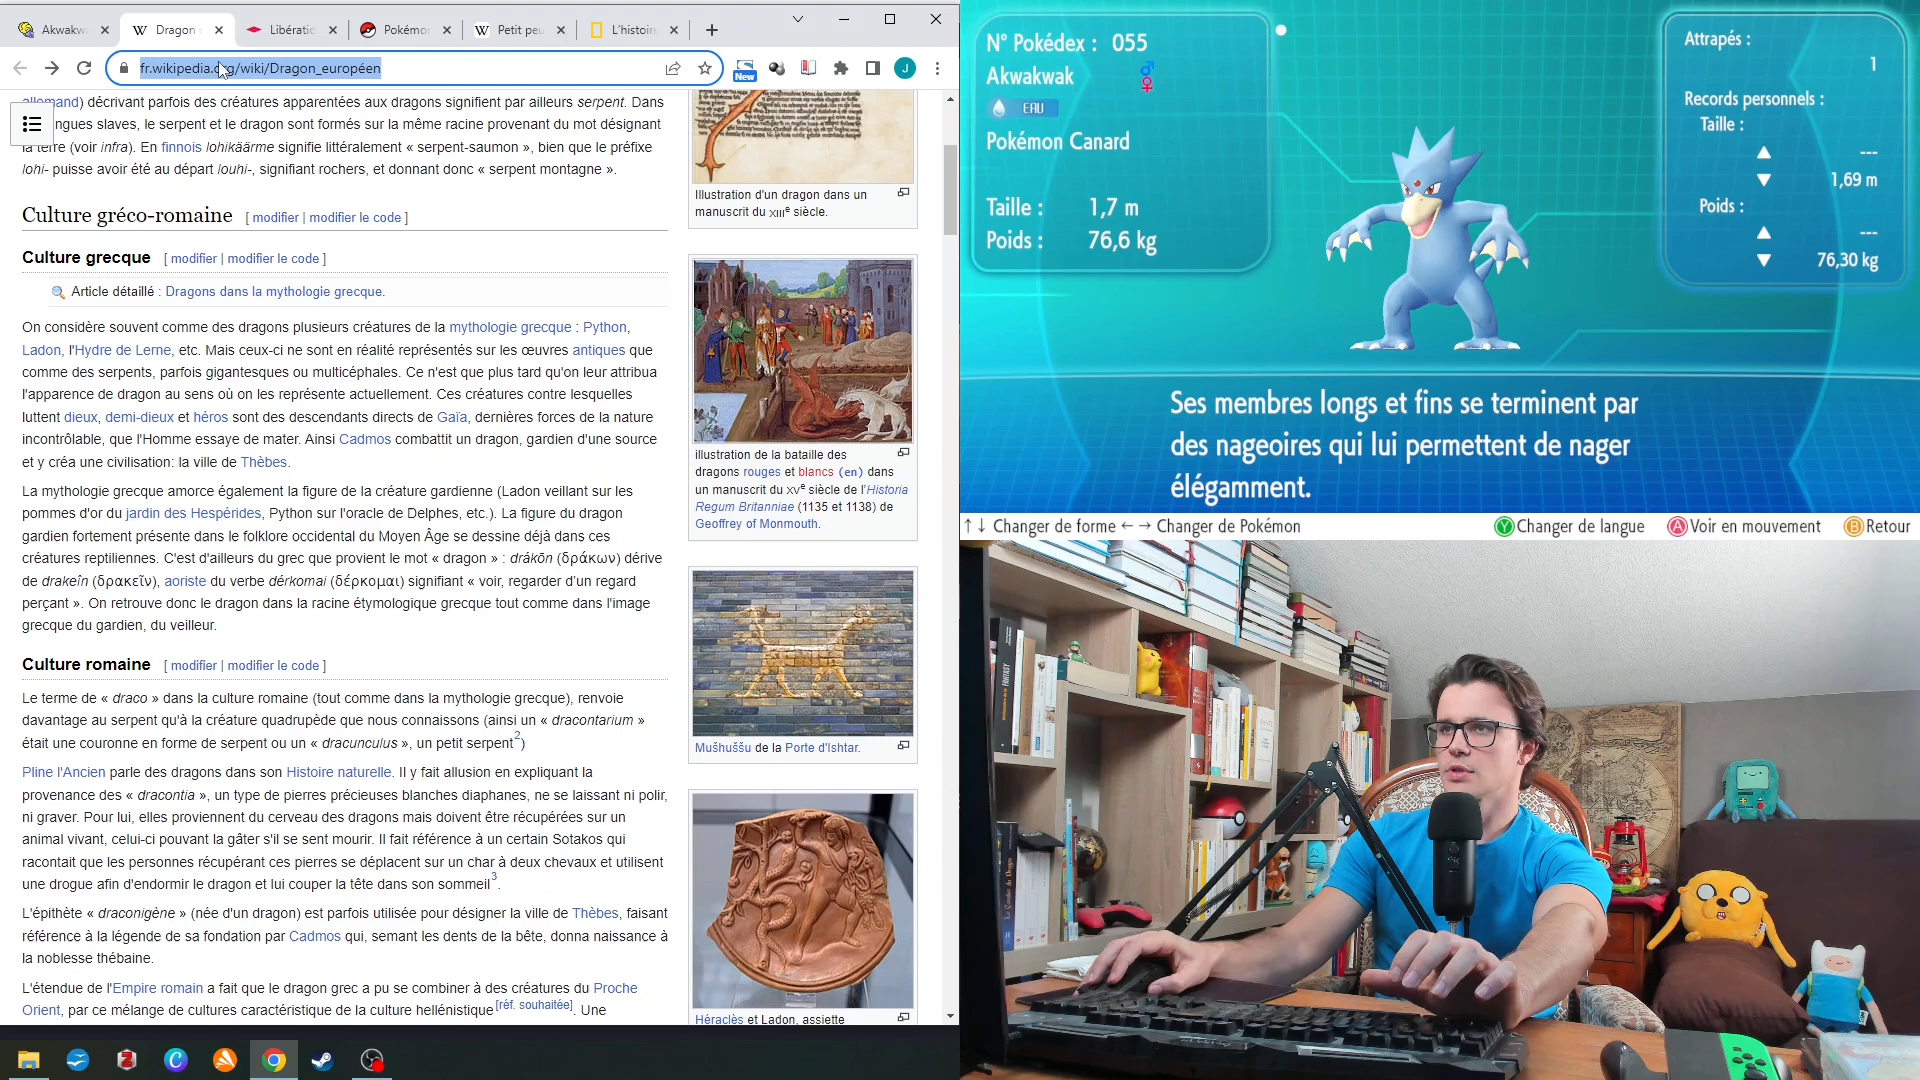 Akwakw
Dragon
Libératio
Pokémo
Petit peu
L'histoir
fr.wikipedia.org/wiki/Dragon_européen
New
J
allemand) décrivant parfois des créatures apparentées aux dragons signifient par ailleurs serpent. Dans
ngues slaves, le serpent et le dragon sont formés sur la même racine provenant du mot désignant
la terre (voir infra). En finnois lohikäärme signifie littéralement « serpent-saumon », bien que le préfixe
lohi- puisse avoir été au départ louhi-, signifiant rochers, et donnant donc « serpent montagne ».
Culture gréco-romaine [ modifier | modifier le code ]
Culture grecque [ modifier | modifier le code ]
Article détaillé : Dragons dans la mythologie grecque.
On considère souvent comme des dragons plusieurs créatures de la mythologie grecque : Python,
Ladon, l'Hydre de Lerne, etc. Mais ceux-ci ne sont en réalité représentés sur les œuvres antiques que
comme des serpents, parfois gigantesques ou multicéphales. Ce n'est que plus tard qu'on leur attribua
l'apparence de dragon au sens où on les représente actuellement. Ces créatures contre lesquelles
luttent dieux, demi-dieux et héros sont des descendants directs de Gaïa, dernières forces de la nature
incontrôlable, que l'Homme essaye de mater. Ainsi Cadmos combattit un dragon, gardien d'une source
et y créa une civilisation: la ville de Thèbes.
La mythologie grecque amorce également la figure de la créature gardienne (Ladon veillant sur les
pommes d'or du jardin des Hespérides, Python sur l'oracle de Delphes, etc.). La figure du dragon
gardien fortement présente dans le folklore occidental du Moyen Âge se dessine déjà dans ces
créatures reptiliennes. C'est d'ailleurs du grec que provient le mot « dragon » : drákōn (δράκων) dérive
de drakeîn (δρακεῖν), aoriste du verbe dérkomai (δέρκομαι) signifiant « voir, regarder d'un regard
perçant ». On retrouve donc le dragon dans la racine étymologique grecque tout comme dans l'image
grecque du gardien, du veilleur.
Culture romaine [ modifier | modifier le code ]
Le terme de « draco » dans la culture romaine (tout comme dans la mythologie grecque), renvoie
davantage au serpent qu'à la créature quadrupède que nous connaissons (ainsi un « dracontarium »
était une couronne en forme de serpent ou un « dracunculus », un petit serpent2)
Pline l'Ancien parle des dragons dans son Histoire naturelle. Il y fait allusion en expliquant la
provenance des « dracontia », un type de pierres précieuses blanches diaphanes, ne se laissant ni polir,
ni graver. Pour lui, elles proviennent du cerveau des dragons mais doivent être récupérées sur un
animal vivant, celui-ci pouvant la gâter s'il se sent mourir. Il fait référence à un certain Sotakos qui
racontait que les personnes récupérant ces pierres se déplacent sur un char à deux chevaux et utilisent
une drogue afin d'endormir le dragon et lui couper la tête dans son sommeil3.
L'épithète « draconigène » (née d'un dragon) est parfois utilisée pour désigner la ville de Thèbes, faisant
référence à la légende de sa fondation par Cadmos qui, semant les dents de la bête, donna naissance à
la noblesse thébaine.
L'étendue de l'Empire romain a fait que le dragon grec a pu se combiner à des créatures du Proche
Orient, par ce mélange de cultures caractéristique de la culture hellénistique[réf. souhaitée]. Une
Illustration d'un dragon dans un
manuscrit du XIIIe siècle.
illustration de la bataille des
dragons rouges et blancs (en) dans
un manuscrit du XVe siècle de l'Historia
Regum Britanniae (1135 et 1138) de
Geoffrey of Monmouth.
Mušhuššu de la Porte d'Ishtar.
Héraclès et Ladon, assiette
N° Pokédex : 055
Akwakwak
EAU
Pokémon Canard
Taille : 1,7 m
Poids : 76,6 kg
Attrapés :
1
Records personnels :
Taille :
---
1,69 m
Poids :
---
76,30 kg
Ses membres longs et fins se terminent par
des nageoires qui lui permettent de nager
élégamment.
↑ ↓ Changer de forme ← → Changer de Pokémon Y Changer de langue A Voir en mouvement B Retour